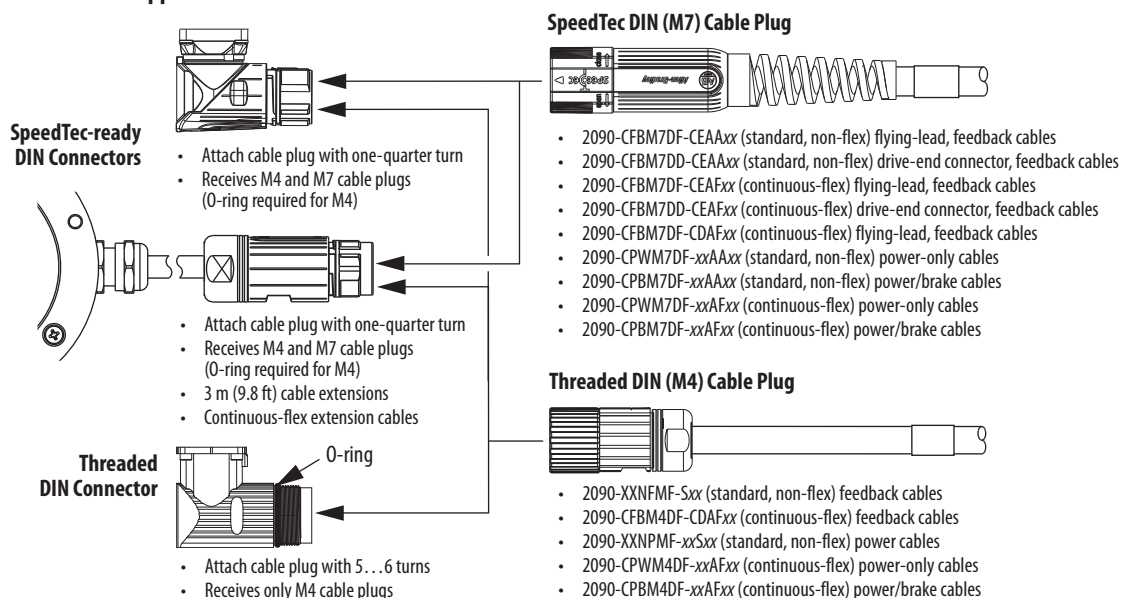 SpeedTec DIN (M7) Cable Plug
SpeedTec-ready
DIN Connectors
• Attach cable plug with one-quarter turn
• Receives M4 and M7 cable plugs
(O-ring required for M4)
• 2090-CFBM7DF-CEAAxx (standard, non-flex) flying-lead, feedback cables
• 2090-CFBM7DD-CEAAxx (standard, non-flex) drive-end connector, feedback cables
• 2090-CFBM7DF-CEAFxx (continuous-flex) flying-lead, feedback cables
• 2090-CFBM7DD-CEAFxx (continuous-flex) drive-end connector, feedback cables
• 2090-CFBM7DF-CDAFxx (continuous-flex) flying-lead, feedback cables
• 2090-CPWM7DF-xxAAxx (standard, non-flex) power-only cables
• 2090-CPBM7DF-xxAAxx (standard, non-flex) power/brake cables
• 2090-CPWM7DF-xxAFxx (continuous-flex) power-only cables
• 2090-CPBM7DF-xxAFxx (continuous-flex) power/brake cables
• Attach cable plug with one-quarter turn
• Receives M4 and M7 cable plugs
(O-ring required for M4)
• 3 m (9.8 ft) cable extensions
• Continuous-flex extension cables
Threaded DIN (M4) Cable Plug
Threaded
DIN Connector
O-ring
• Attach cable plug with 5…6 turns
• Receives only M4 cable plugs
• 2090-XXNFMF-Sxx (standard, non-flex) feedback cables
• 2090-CFBM4DF-CDAFxx (continuous-flex) feedback cables
• 2090-XXNPMF-xxSxx (standard, non-flex) power cables
• 2090-CPWM4DF-xxAFxx (continuous-flex) power-only cables
• 2090-CPBM4DF-xxAFxx (continuous-flex) power/brake cables